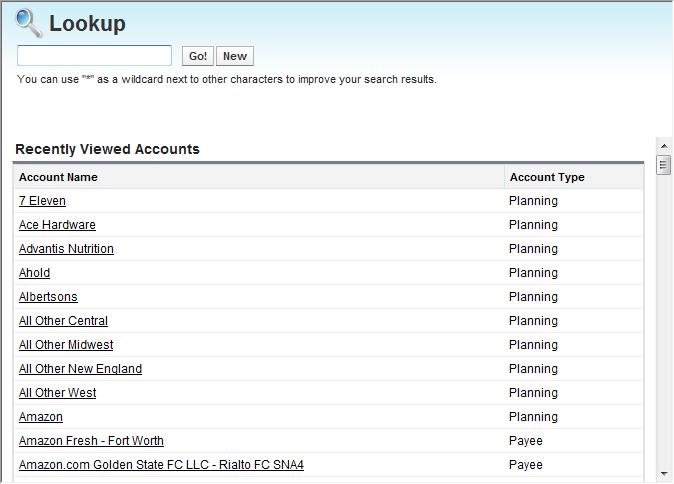 Lookup
Go! New
You can use "*" as a wildcard next to other characters to improve your search results.
Recently Viewed Accounts
Account Name Account Type
7 Eleven Planning
Ace Hardware Planning
Advantis Nutrition Planning
Ahold Planning
Albertsons Planning
All Other Central Planning
All Other Midwest Planning
All Other New England Planning
All Other West Planning
Amazon Planning
Amazon Fresh - Fort Worth Payee
Amazon.com Golden State FC LLC - Rialto FC SNA4 Payee